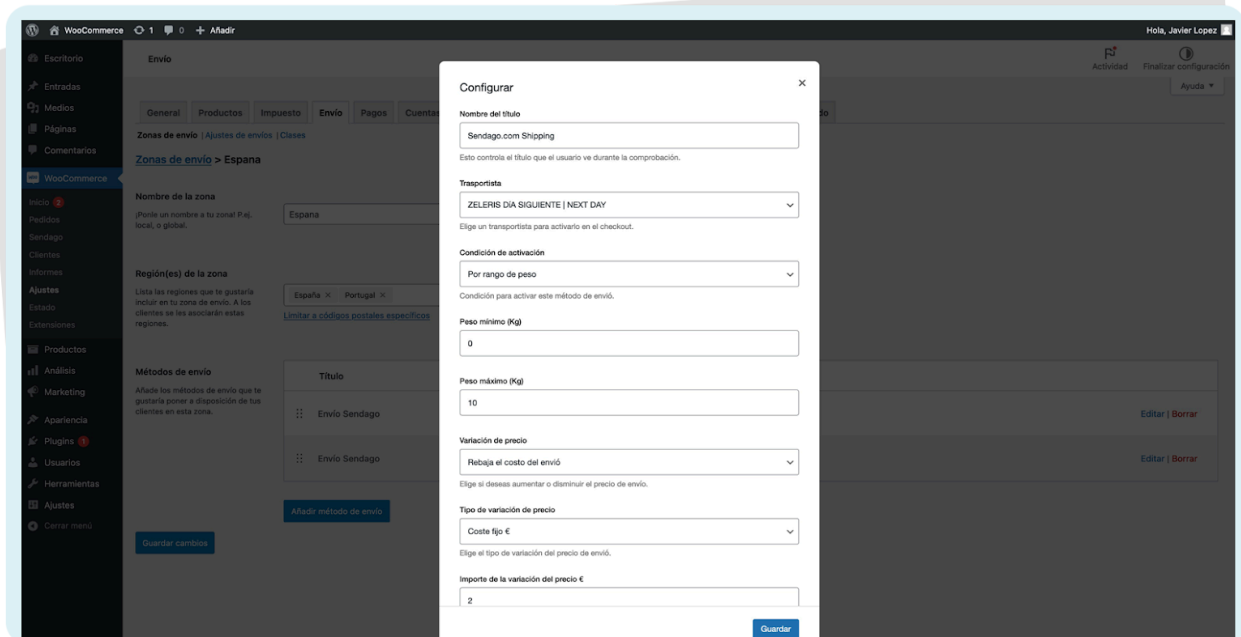 WooCommerce 1 0 + Añadir
Hola, Javier Lopez
Escritorio
Entradas
Medios
Páginas
Comentarios
WooCommerce
Inicio 2
Pedidos
Sendago
Clientes
Informes
Ajustes
Estado
Extensiones
Productos
Análisis
Marketing
Apariencia
Plugins 1
Usuarios
Herramientas
Ajustes
Cerrar menú
Envío
Actividad
Finalizar configuración
Ayuda
General Productos Impuesto Envío Pagos Cuentas
Zonas de envío | Ajustes de envíos | Clases
Zonas de envío > Espana
Nombre de la zona
¡Ponle un nombre a tu zona! P.ej.
local, o global.
Espana
Región(es) de la zona
Lista las regiones que te gustaría
incluir en tu zona de envío. A los
clientes se les asociarán estas
regiones.
España × Portugal ×
Limitar a códigos postales específicos
Métodos de envío
Añade los métodos de envío que te
gustaría poner a disposición de tus
clientes en esta zona.
Título
Envío Sendago
Editar | Borrar
Envío Sendago
Editar | Borrar
Añadir método de envío
Guardar cambios
Configurar
×
Nombre del título
Sendago.com Shipping
Esto controla el título que el usuario ve durante la comprobación.
Trasportista
ZELERIS DíA SIGUIENTE | NEXT DAY
Elige un transportista para activarlo en el checkout.
Condición de activación
Por rango de peso
Condición para activar este método de envió.
Peso mínimo (Kg)
0
Peso máximo (Kg)
10
Variación de precio
Rebaja el costo del envió
Elige si deseas aumentar o disminuir el precio de envío.
Tipo de variación de precio
Coste fijo €
Elige el tipo de variación del precio de envió.
Importe de la variación del precio €
2
Guardar